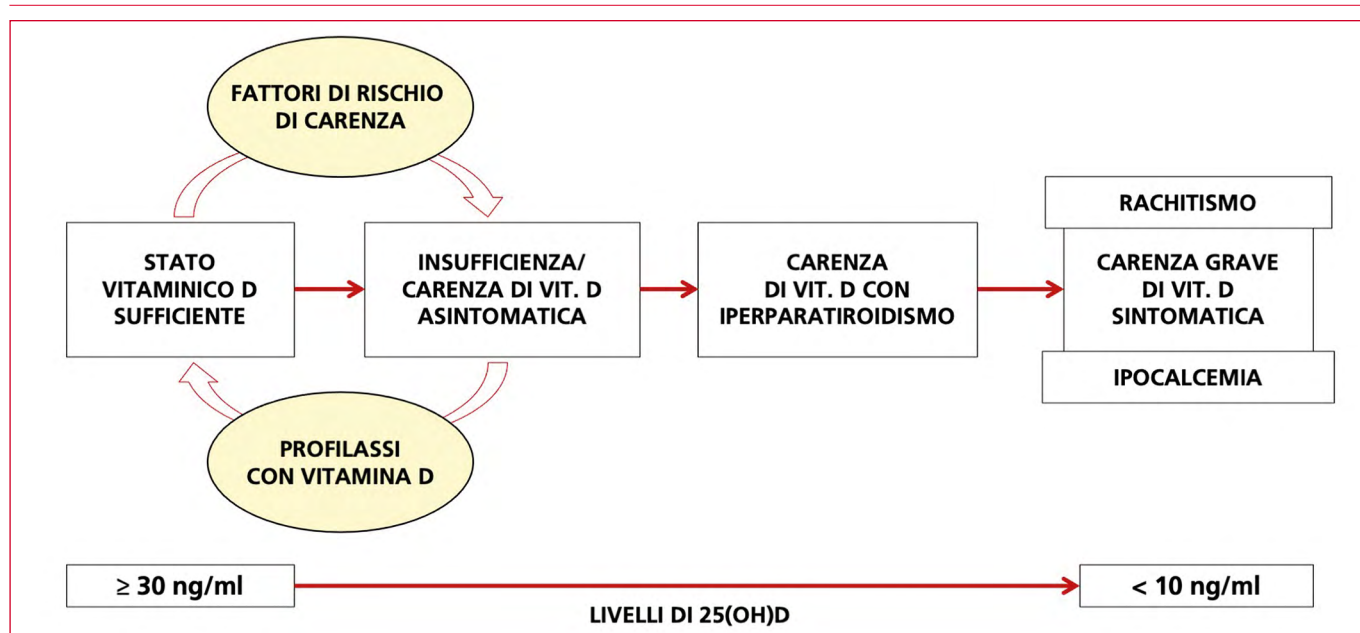 FATTORI DI RISCHIO
DI CARENZA
STATO
VITAMINICO D
SUFFICIENTE
INSUFFICIENZA/
CARENZA DI VIT. D
ASINTOMATICA
CARENZA
DI VIT. D CON
IPERPARATIROIDISMO
RACHITISMO
CARENZA GRAVE
DI VIT. D
SINTOMATICA
IPOCALCEMIA
PROFILASSI
CON VITAMINA D
≥ 30 ng/ml
< 10 ng/ml
LIVELLI DI 25(OH)D